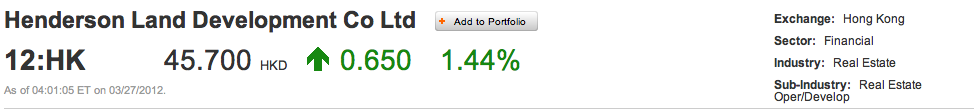 Henderson Land Development Co Ltd
+ Add to Portfolio
12:HK 45.700 HKD 0.650 1.44%
As of 04:01:05 ET on 03/27/2012.
Exchange: Hong Kong
Sector: Financial
Industry: Real Estate
Sub-Industry: Real Estate
Oper/Develop